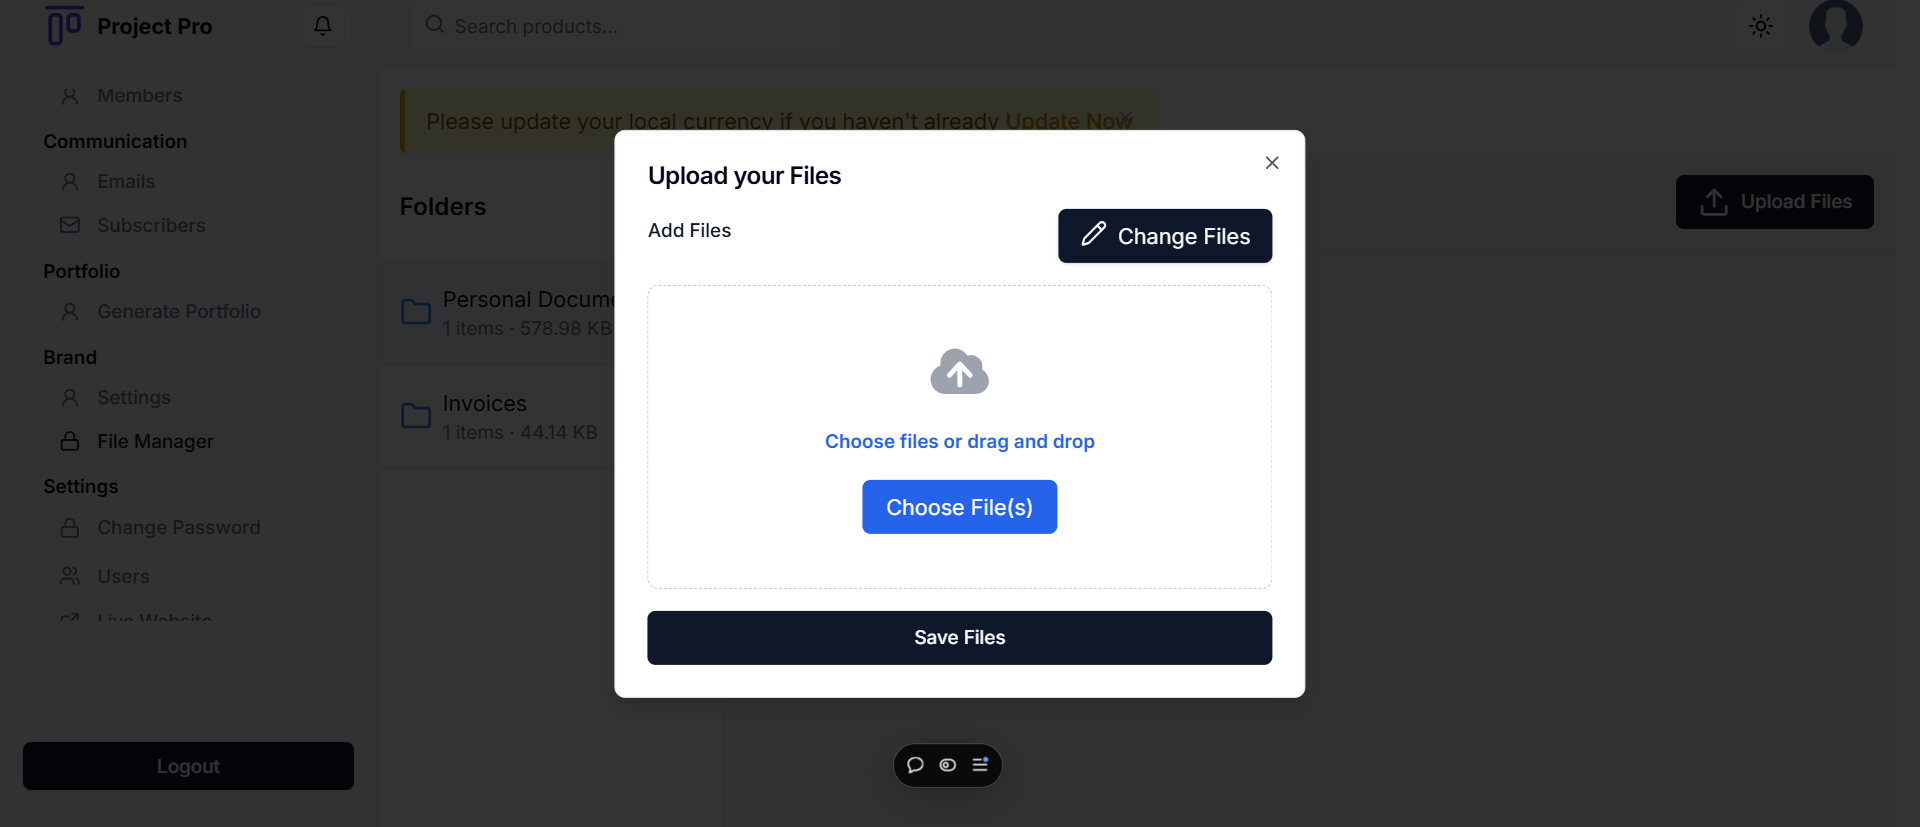 Project Pro
Search products...
Members
Communication
Emails
Subscribers
Portfolio
Generate Portfolio
Brand
Settings
File Manager
Settings
Change Password
Users
Live Website
Logout
Please update your local currency if you haven't already Update Now
Folders
Upload Files
Personal Docume
1 items · 578.98 KB
Invoices
1 items · 44.14 KB
Upload your Files
Add Files
Change Files
Choose files or drag and drop
Choose File(s)
Save Files